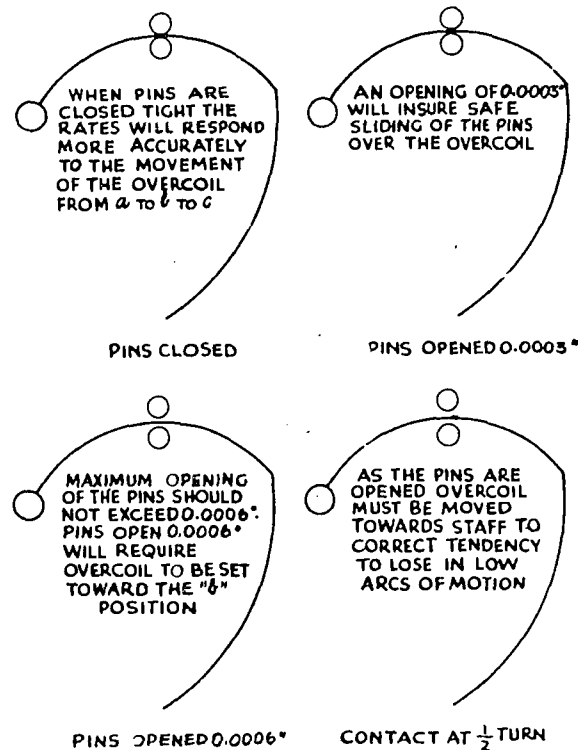 WHEN PINS ARE
CLOSED TIGHT THE
RATES WILL RESPOND
MORE ACCURATELY
TO THE MOVEMENT
OF THE OVERCOIL
FROM a TO b TO c
PINS CLOSED
AN OPENING OF 0.0003"
WILL INSURE SAFE
SLIDING OF THE PINS
OVER THE OVERCOIL
PINS OPENED 0.0003"
MAXIMUM OPENING
OF THE PINS SHOULD
NOT EXCEED 0.0006".
PINS OPEN 0.0006"
WILL REQUIRE
OVERCOIL TO BE SET
TOWARD THE "b"
POSITION
PINS OPENED 0.0006"
AS THE PINS ARE
OPENED OVERCOIL
MUST BE MOVED
TOWARDS STAFF TO
CORRECT TENDENCY
TO LOSE IN LOW
ARCS OF MOTION
CONTACT AT 1/2 TURN